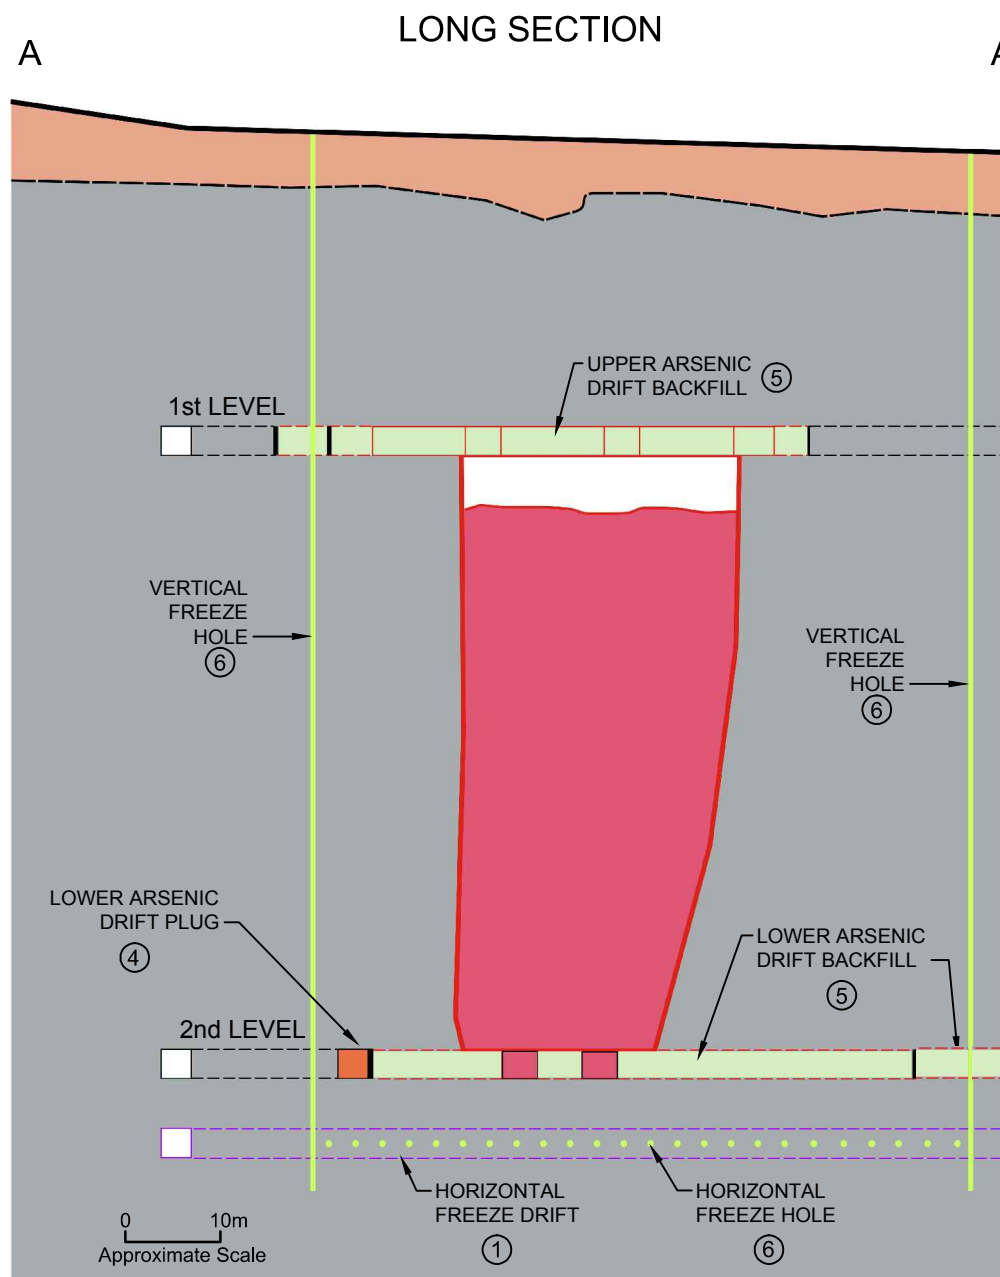 LONG SECTION
A
A
UPPER ARSENIC
DRIFT BACKFILL 5
1st LEVEL
VERTICAL
FREEZE
HOLE
6
VERTICAL
FREEZE
HOLE
6
LOWER ARSENIC
DRIFT PLUG
4
LOWER ARSENIC
DRIFT BACKFILL
5
2nd LEVEL
HORIZONTAL
FREEZE DRIFT
1
HORIZONTAL
FREEZE HOLE
6
0 10m
Approximate Scale